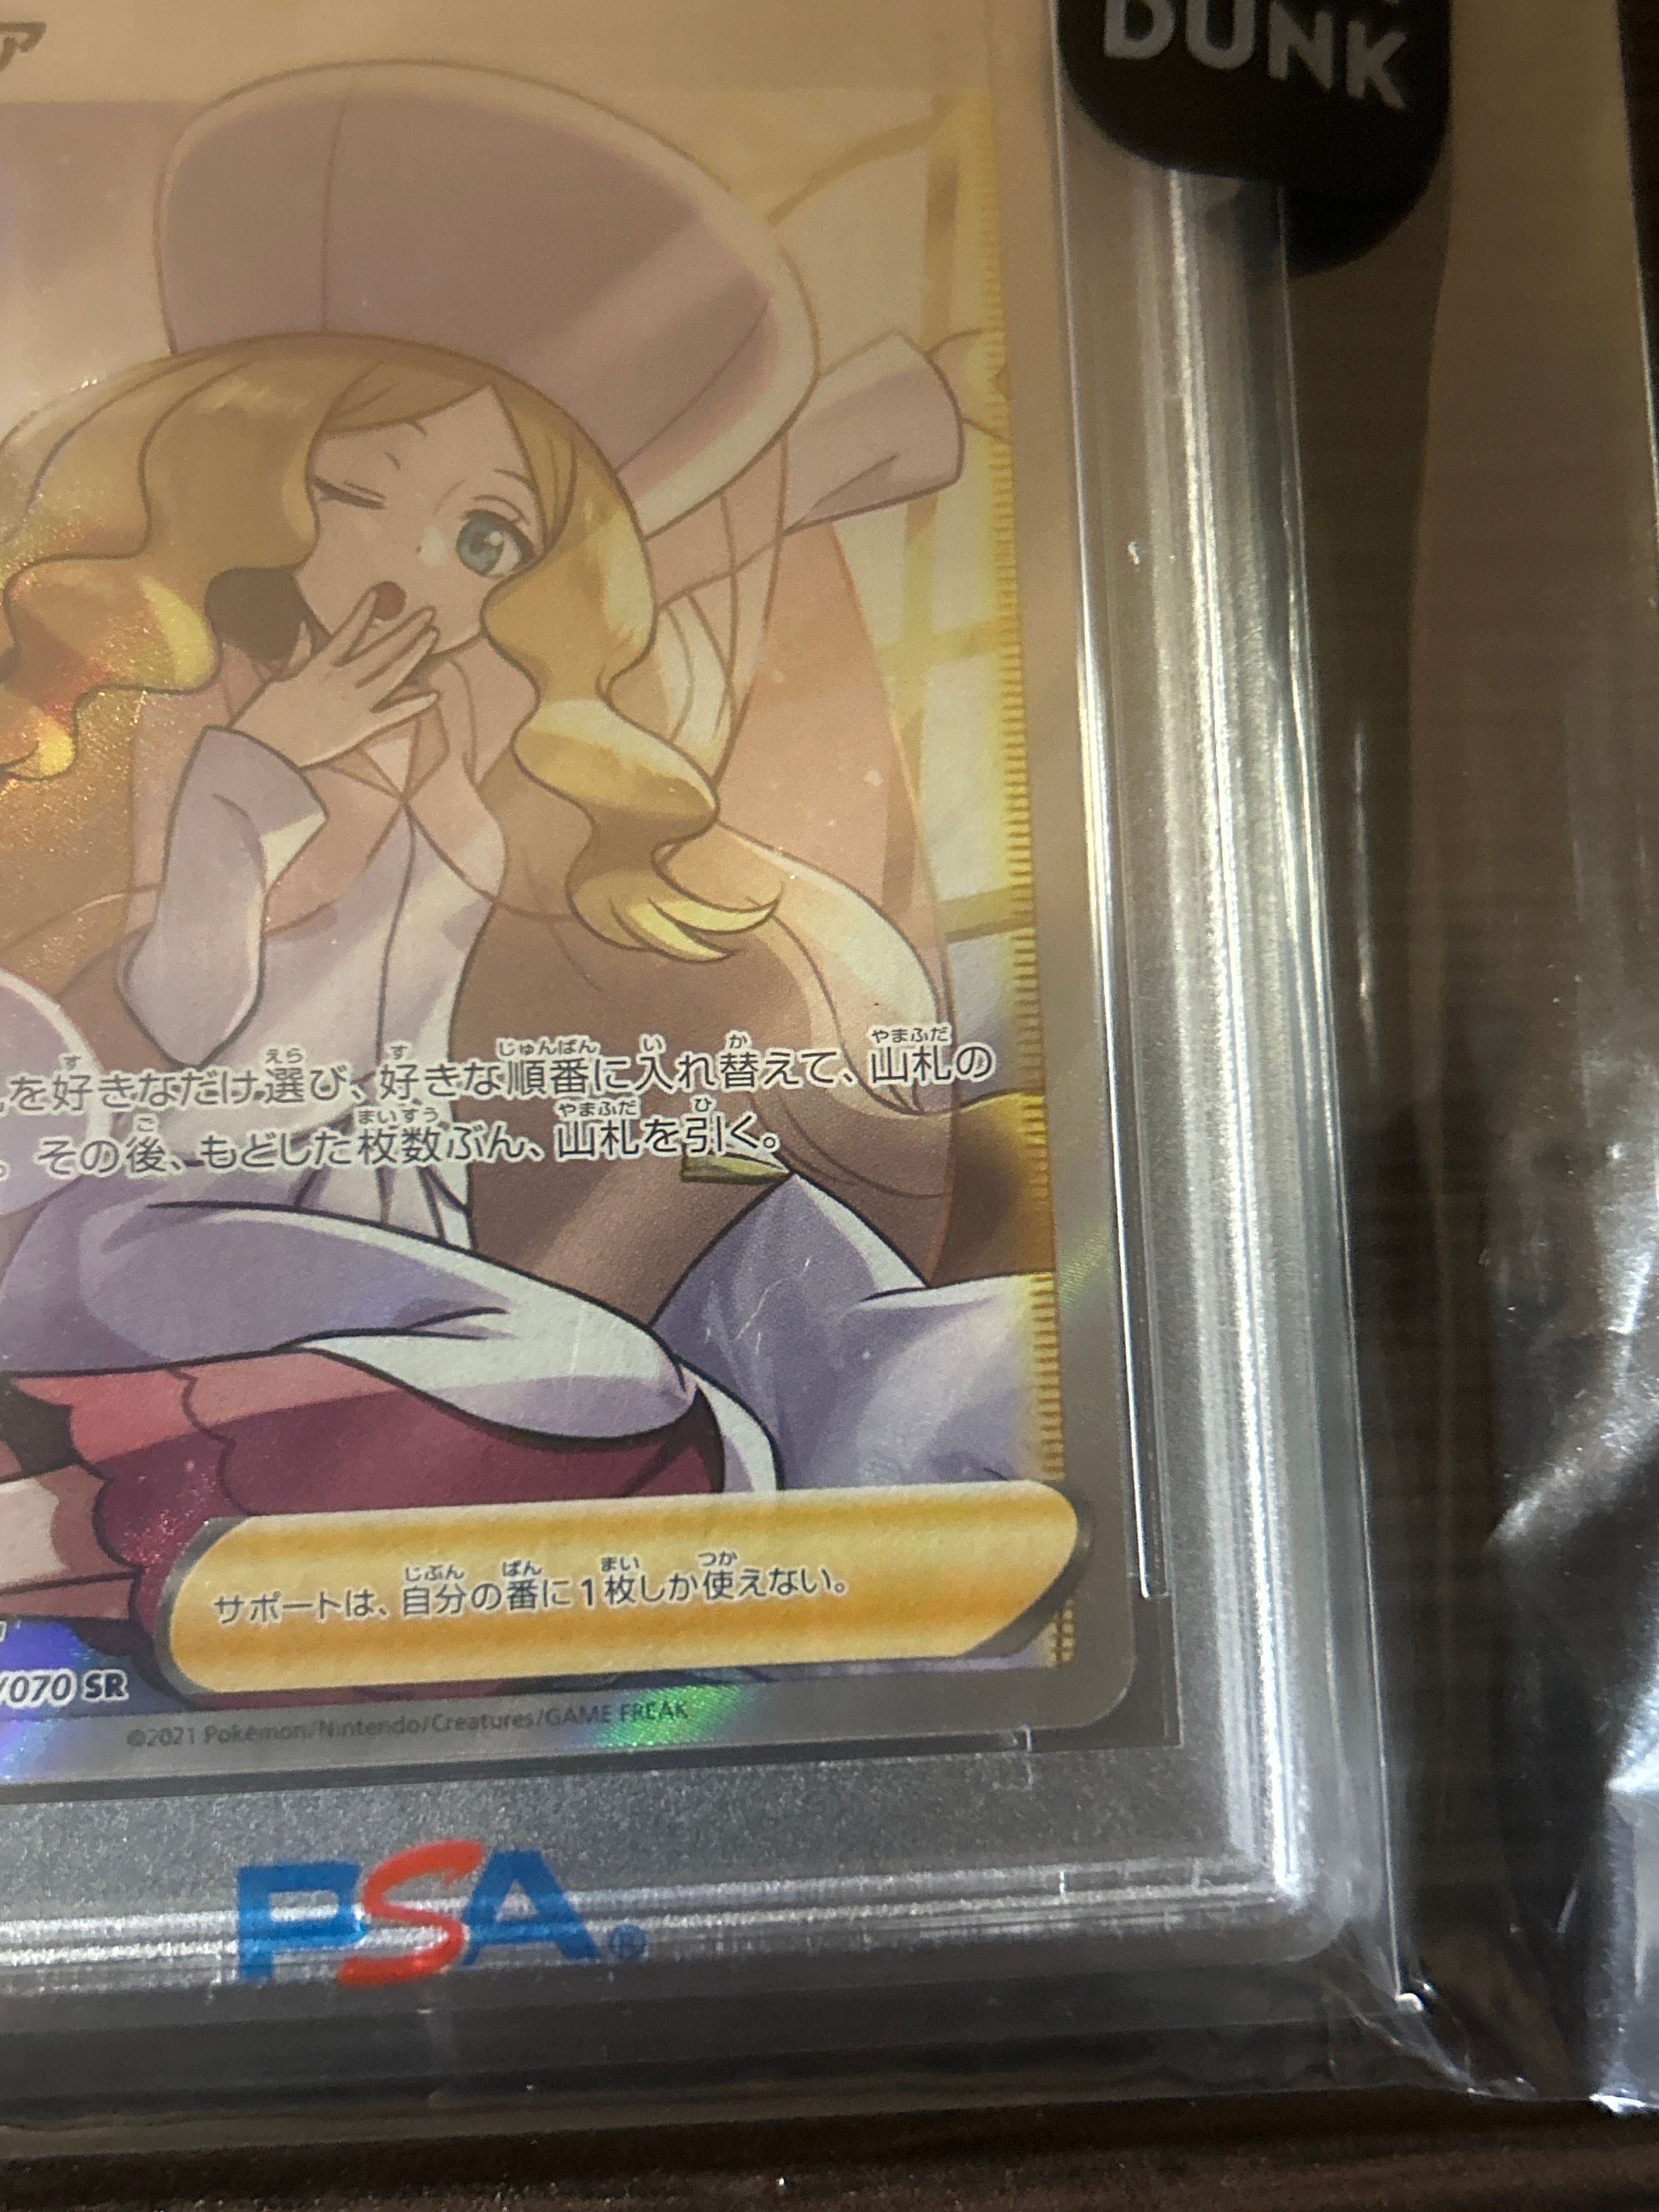 ア
DUNK
を好きなだけ選び、好きな順番に入れ替えて、山札の
。その後、もどした枚数ぶん、山札を引く。
サポートは、自分の番に1枚しか使えない。
/070 SR
©2021 Pokémon/Nintendo/Creatures/GAME FREAK
PSA®